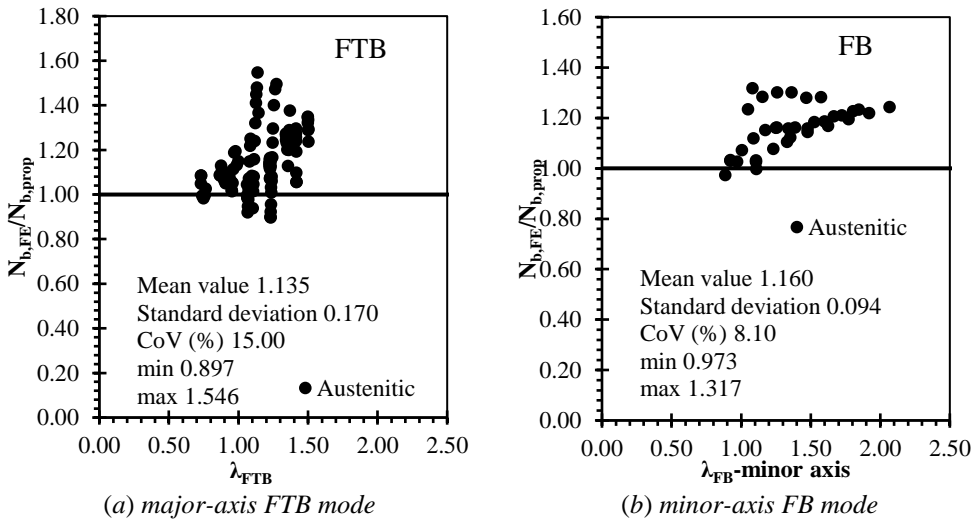 1.80
1.60
1.40
1.20
1.00
0.80
0.60
0.40
0.20
0.00
N_b,FE/N_b,prop
FTB
Mean value 1.135
Standard deviation 0.170
CoV (%) 15.00
min 0.897
max 1.546
Austenitic
0.00 0.50 1.00 1.50 2.00 2.50
λ_FTB
(a) major-axis FTB mode
1.60
1.40
1.20
1.00
0.80
0.60
0.40
0.20
0.00
N_b,FE/N_b,prop
FB
Austenitic
Mean value 1.160
Standard deviation 0.094
CoV (%) 8.10
min 0.973
max 1.317
0.00 0.50 1.00 1.50 2.00 2.50
λ_FB-minor axis
(b) minor-axis FB mode